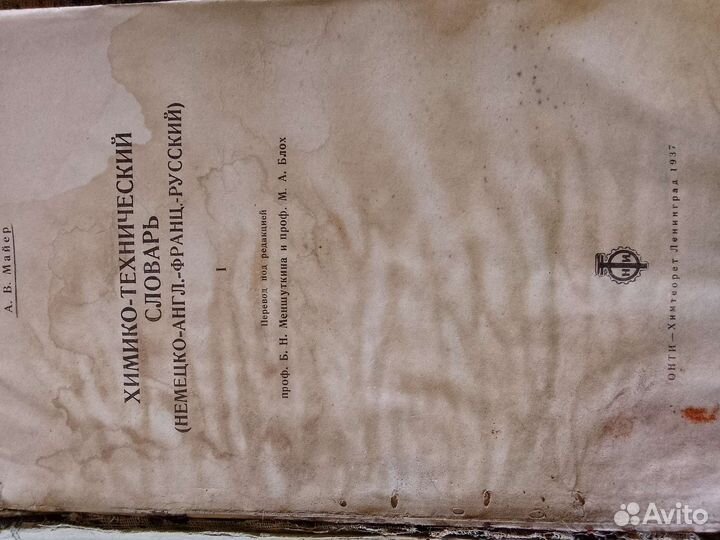 А. В. Майер
ХИМИКО-ТЕХНИЧЕСКИЙ
СЛОВАРЬ
(НЕМЕЦКО-АНГЛ.-ФРАНЦ.-РУССКИЙ)
I
Перевод под редакцией
проф. Б. Н. Меншуткина и проф. М. А. Блох
ОНТИ—Химтеорет Ленинград 1937
Avito